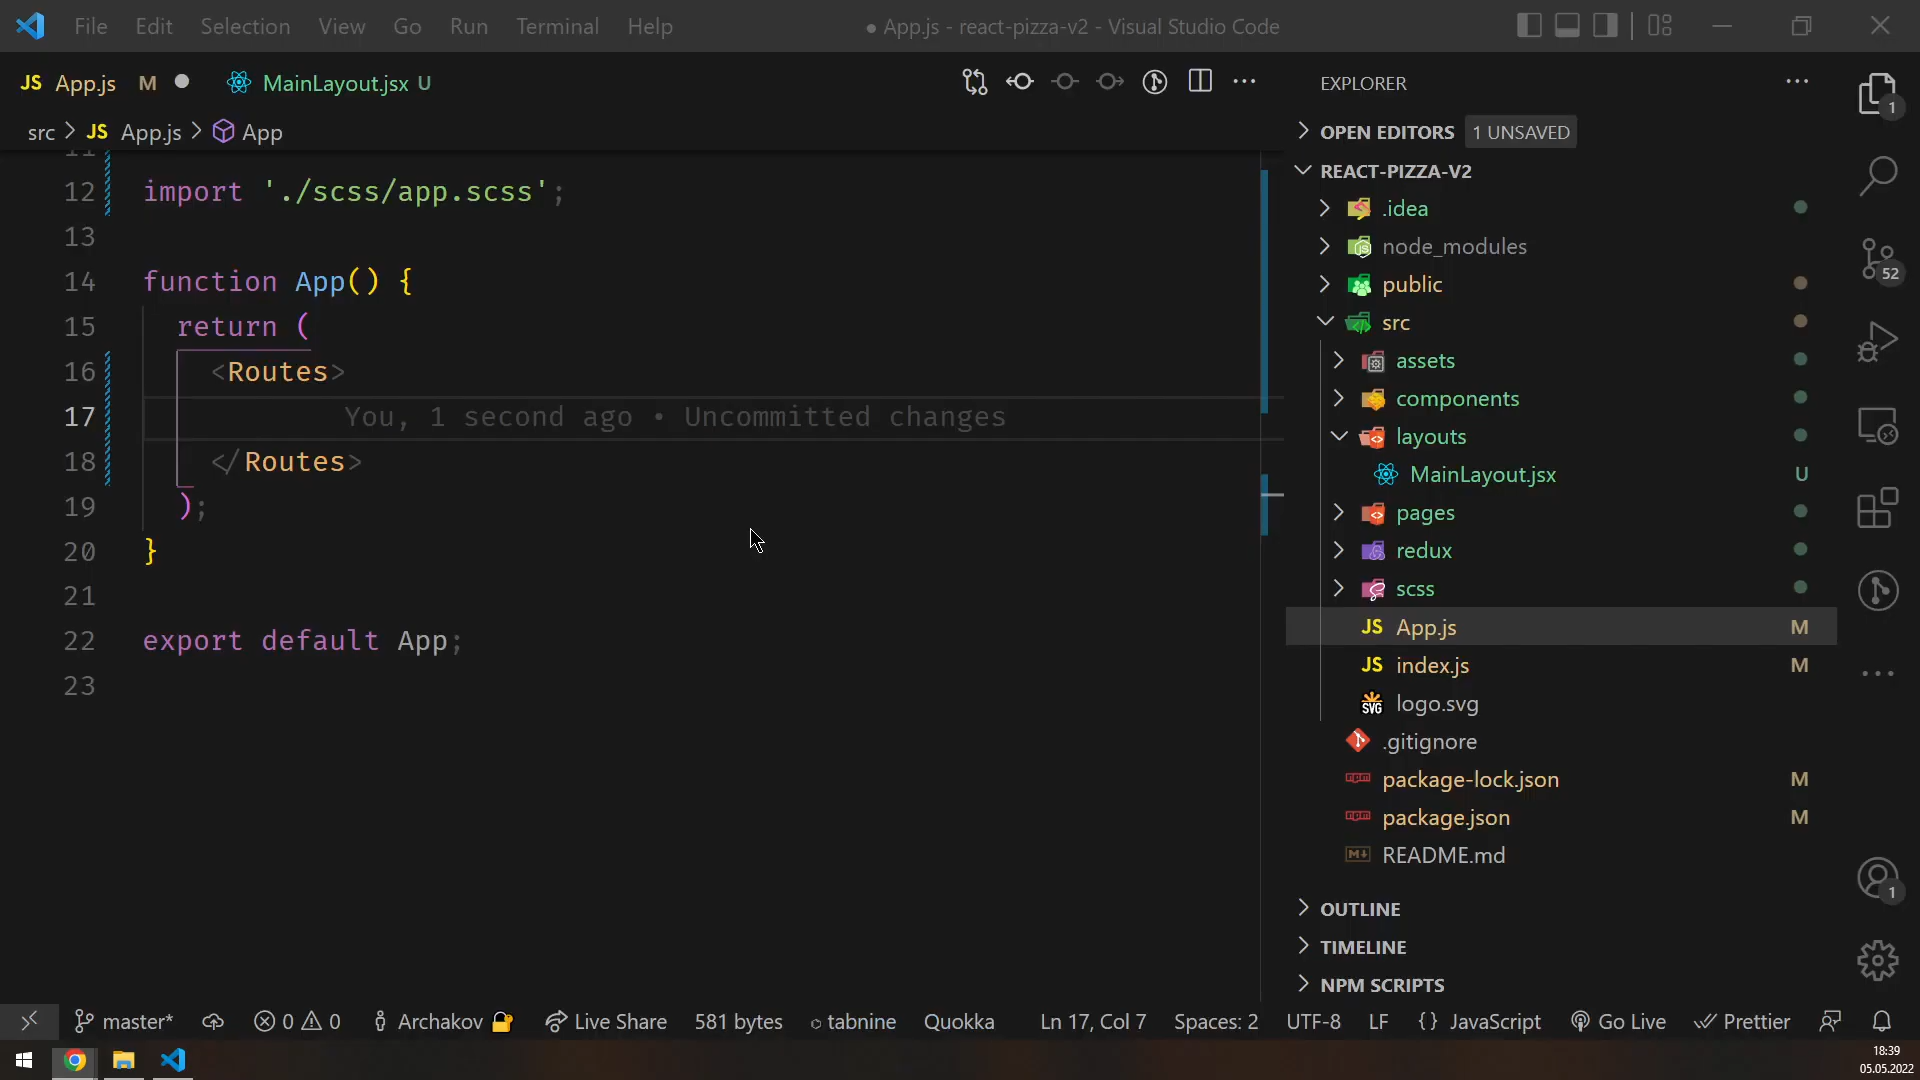 File Edit Selection View Go Run Terminal Help
● App.js - react-pizza-v2 - Visual Studio Code
JS App.js M ●
MainLayout.jsx U
src > JS App.js > App
11
12 import './scss/app.scss';
13
14 function App() {
15 return (
16 <Routes>
17 You, 1 second ago • Uncommitted changes
18 </Routes>
19 );
20 }
21
22 export default App;
23
EXPLORER
OPEN EDITORS 1 UNSAVED
REACT-PIZZA-V2
.idea
node_modules
public
src
assets
components
layouts
MainLayout.jsx U
pages
redux
scss
JS App.js M
JS index.js M
SVG logo.svg
.gitignore
package-lock.json M
package.json M
README.md
OUTLINE
TIMELINE
NPM SCRIPTS
1
52
1
master* 0 0 Archakov Live Share 581 bytes tabnine Quokka Ln 17, Col 7 Spaces: 2 UTF-8 LF {} JavaScript Go Live Prettier
18:39
05.05.2022